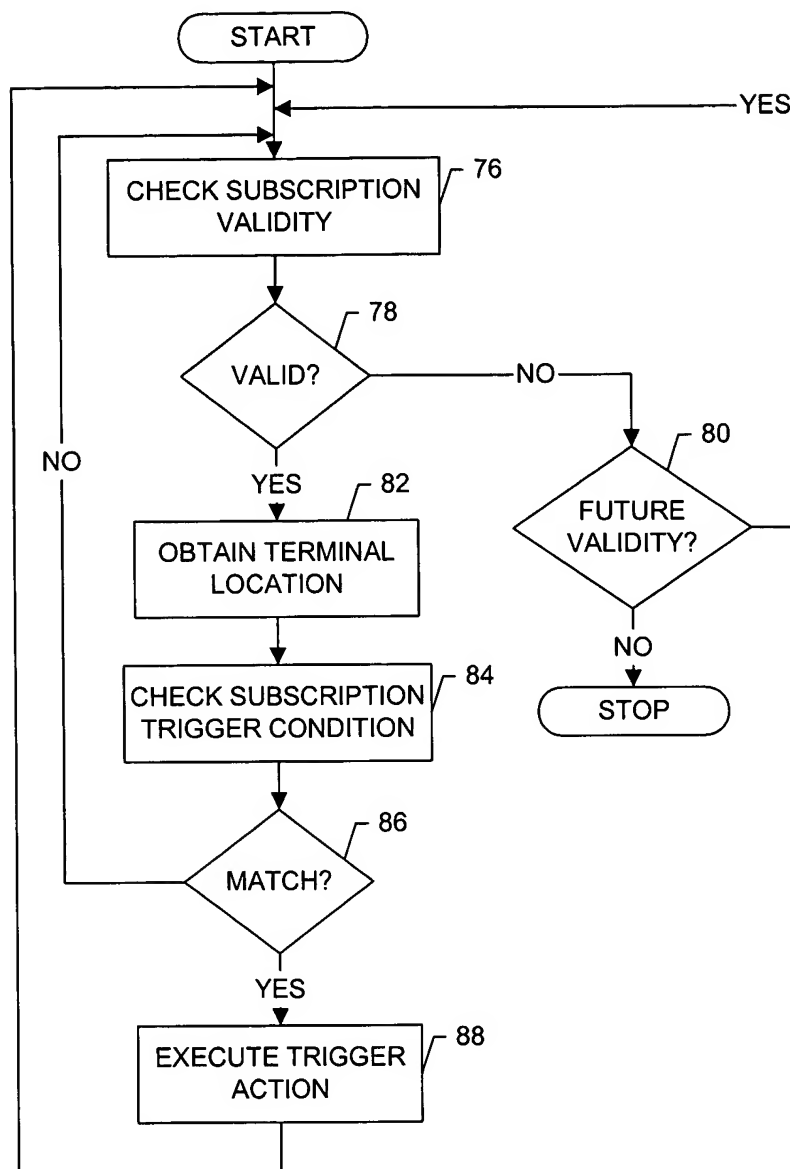 START
YES
CHECK SUBSCRIPTION
VALIDITY
76
VALID?
78
NO
YES
FUTURE
VALIDITY?
80
NO
STOP
OBTAIN TERMINAL
LOCATION
82
CHECK SUBSCRIPTION
TRIGGER CONDITION
84
MATCH?
86
NO
YES
EXECUTE TRIGGER
ACTION
88